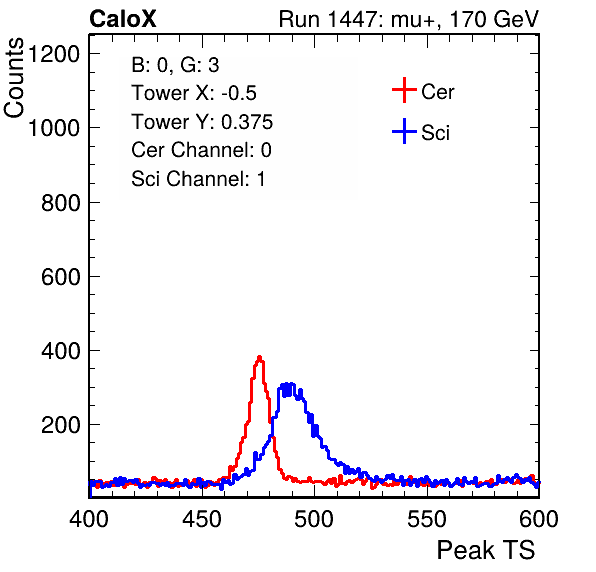 CaloX Run 1447: mu+, 170 GeV
Counts
B: 0, G: 3
Tower X: -0.5
Tower Y: 0.375
Cer Channel: 0
Sci Channel: 1
Cer
Sci
1200
1000
800
600
400
200
400 450 500 550 600
Peak TS